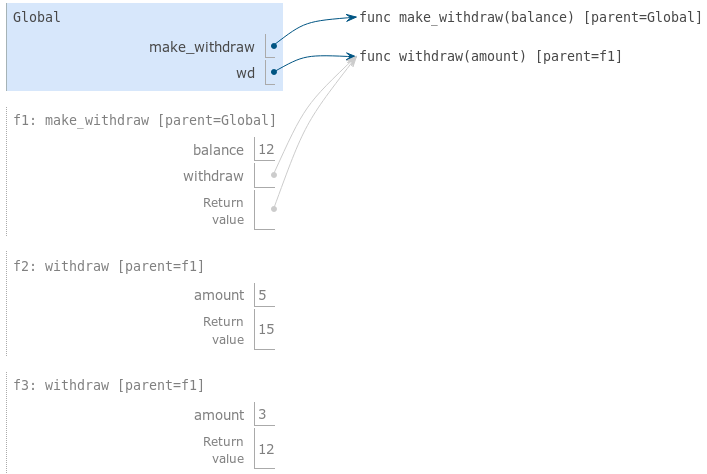 Global
func make_withdraw(balance) [parent=Global]
make_withdraw
func withdraw(amount) [parent=f1]
wd
f1: make_withdraw [parent=Global]
balance 12
withdraw
Return
value
f2: withdraw [parent=f1]
amount 5
Return
value 15
f3: withdraw [parent=f1]
amount 3
Return
value 12